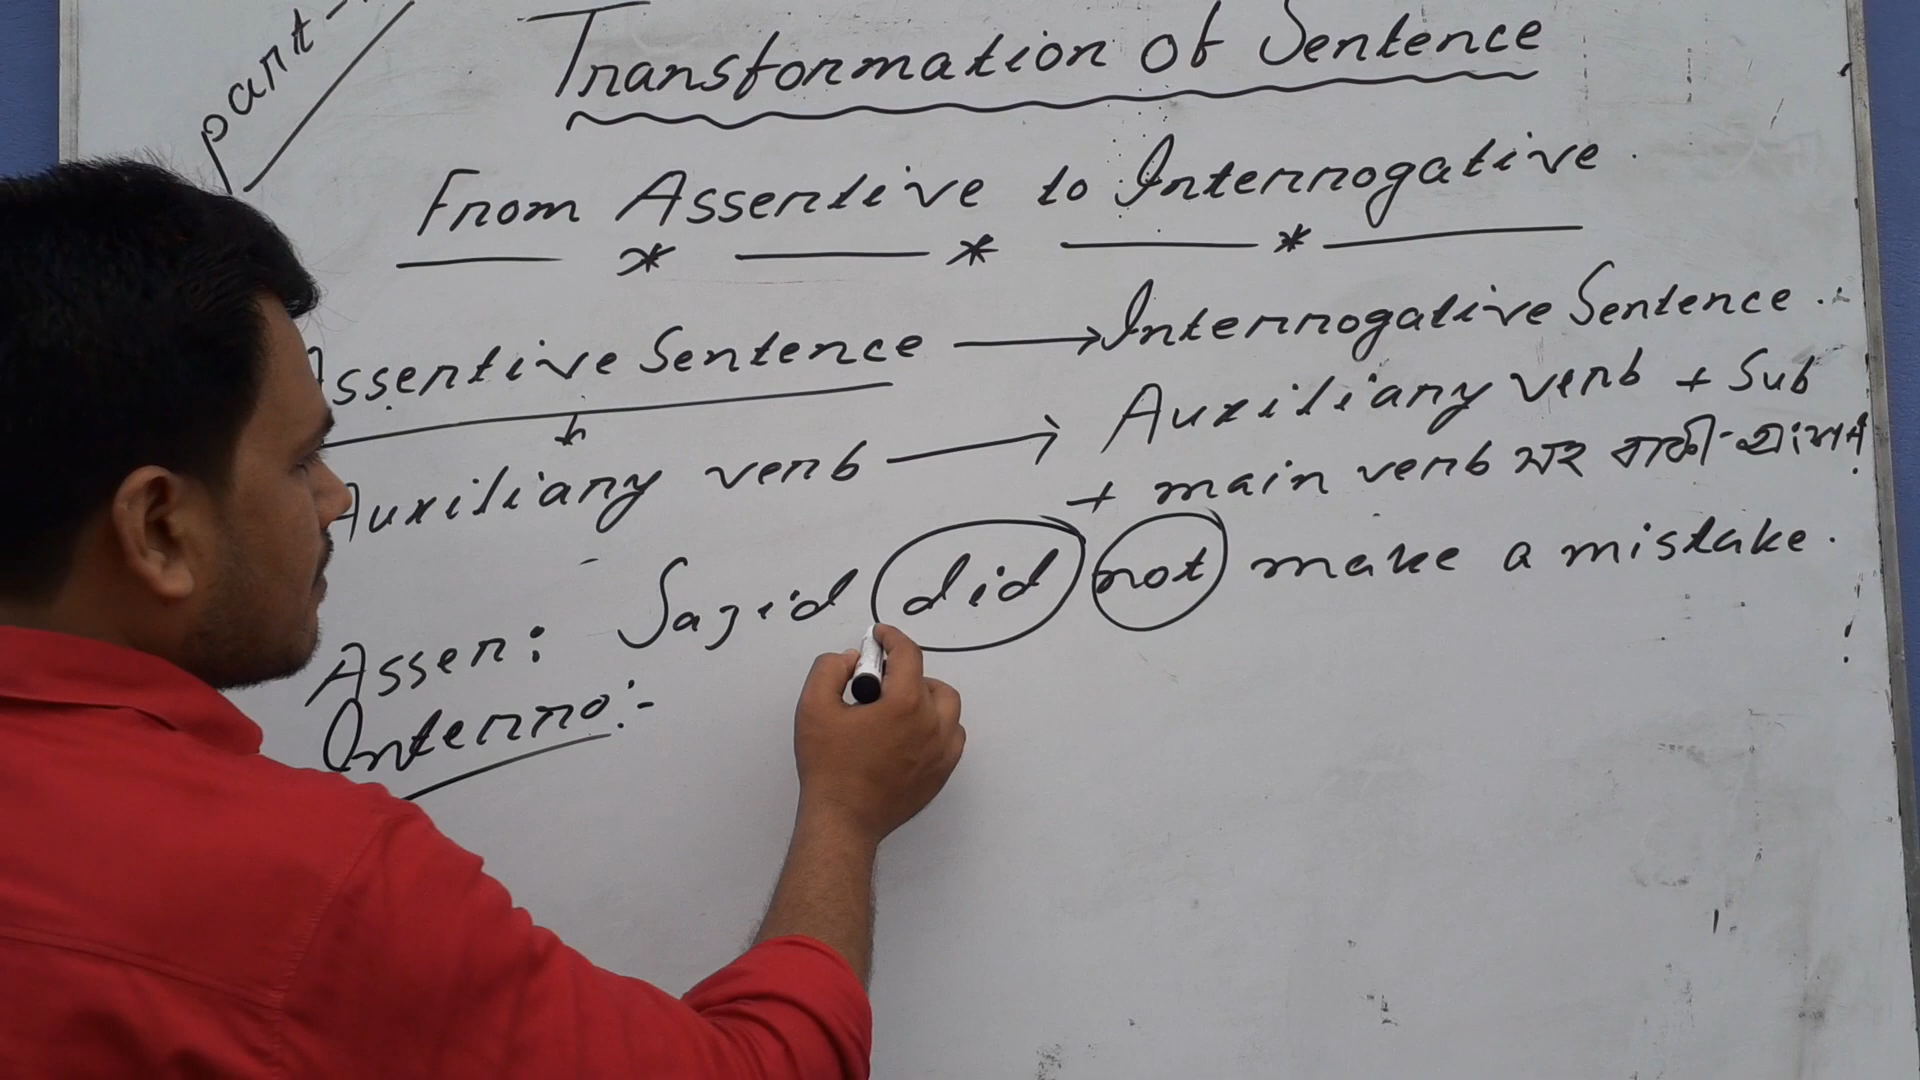 part-
Transformation of Sentence
From Assertive to Interrogative.
* * *
Assertive Sentence → Interrogative Sentence.
Auxiliary verb → Auxiliary verb + Sub
+ main verb এর বাকী-অংশ।
Asser: Sazid did not make a mistake.
Interro:-